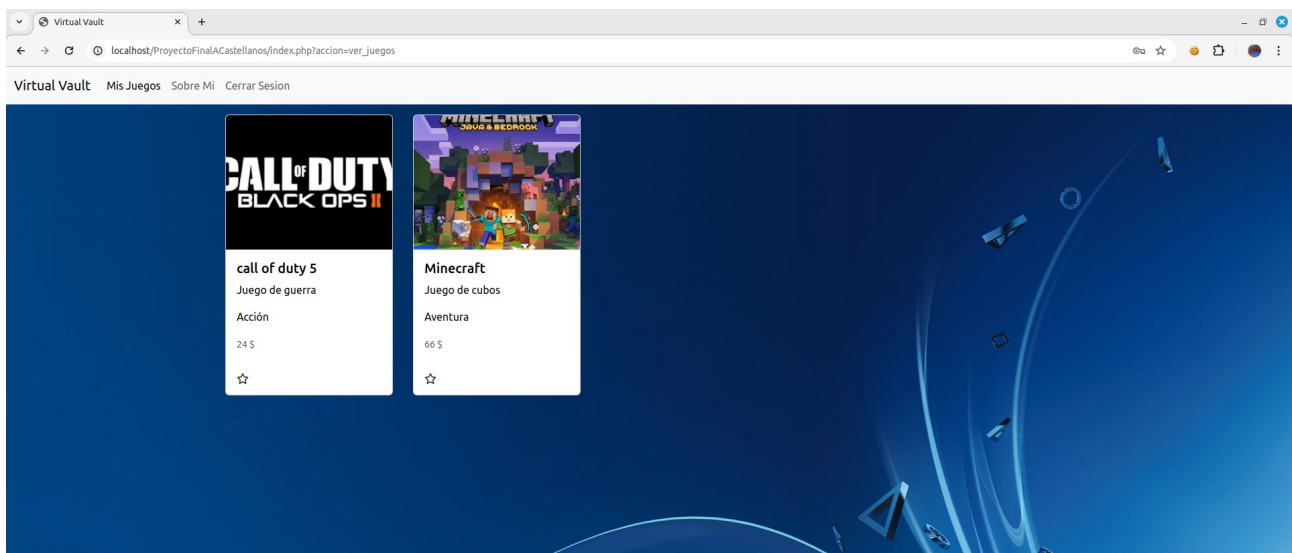 Virtual Vault
localhost/ProyectoFinalACastellanos/index.php?accion=ver_juegos
Virtual Vault Mis Juegos Sobre Mi Cerrar Sesion
CALL OF DUTY
BLACK OPS II
call of duty 5
Juego de guerra
Acción
24 $
MINECRAFT
JAVA & BEDROCK
Minecraft
Juego de cubos
Aventura
66 $